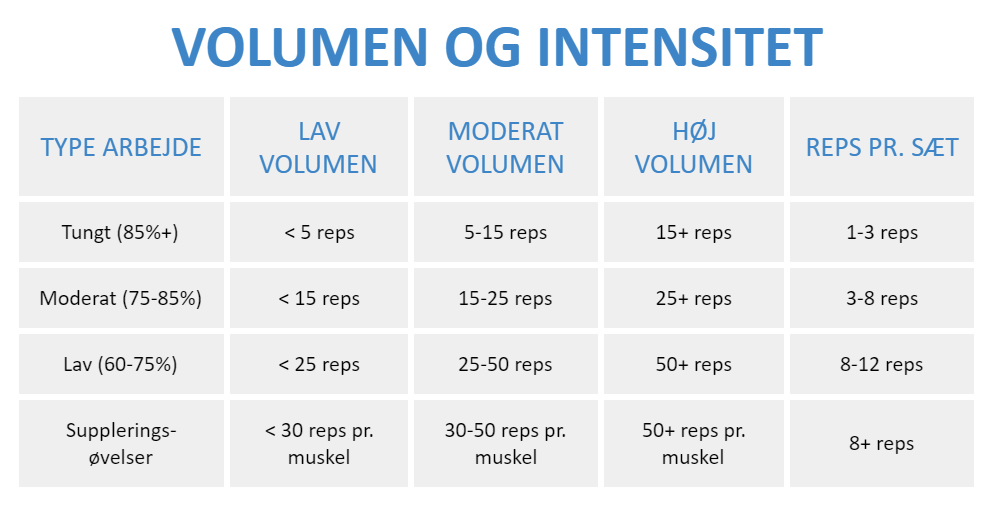 VOLUMEN OG INTENSITET
TYPE ARBEJDE
LAV
VOLUMEN
MODERAT
VOLUMEN
HØJ
VOLUMEN
REPS PR. SÆT
Tungt (85%+)
< 5 reps
5-15 reps
15+ reps
1-3 reps
Moderat (75-85%)
< 15 reps
15-25 reps
25+ reps
3-8 reps
Lav (60-75%)
< 25 reps
25-50 reps
50+ reps
8-12 reps
Supplerings-
øvelser
< 30 reps pr.
muskel
30-50 reps pr.
muskel
50+ reps pr.
muskel
8+ reps